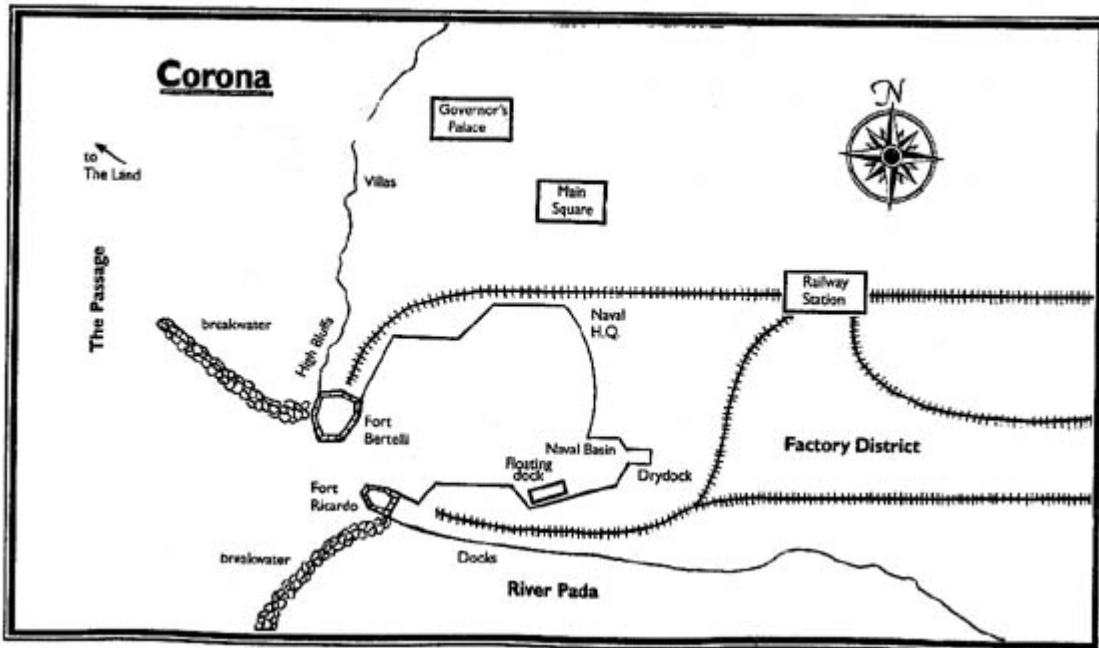 Corona
N
Governor's
Palace
to
The Land
Villas
Main
Square
The Passage
Railway
Station
breakwater
Naval
H.Q.
High Bluffs
Fort
Bertelli
Naval Basin
Factory District
Floating
dock
Drydock
Fort
Ricardo
breakwater
Docks
River Pada